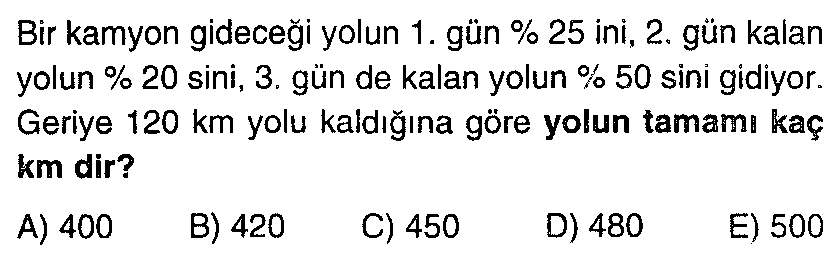 Bir kamyon gideceği yolun 1. gün % 25 ini, 2. gün kalan
yolun % 20 sini, 3. gün de kalan yolun % 50 sini gidiyor.
Geriye 120 km yolu kaldığına göre yolun tamamı kaç
km dir?
A) 400 B) 420 C) 450 D) 480 E) 500